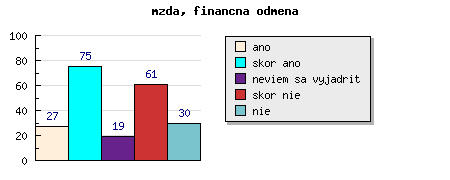 mzda, financna odmena
100
80
60
40
20
0
27
75
19
61
30
ano
skor ano
neviem sa vyjadrit
skor nie
nie